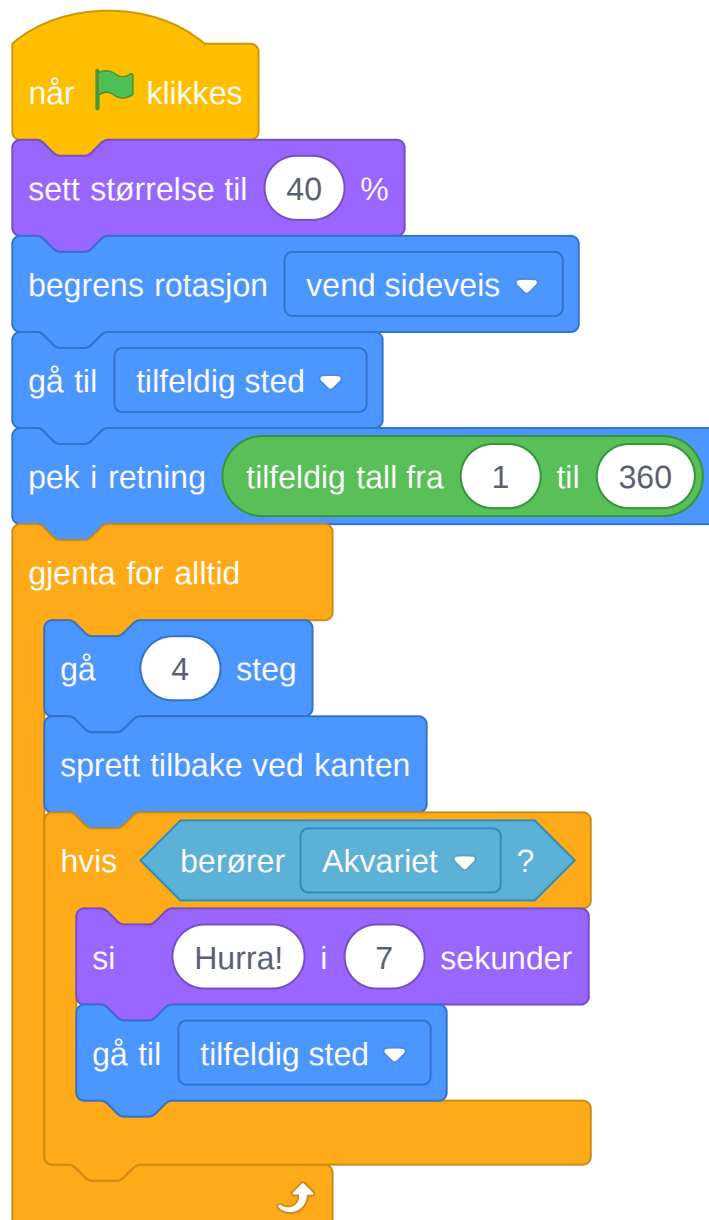 når klikkes
sett størrelse til 40 %
begrens rotasjon vend sideveis
gå til tilfeldig sted
pek i retning tilfeldig tall fra 1 til 360
gjenta for alltid
gå 4 steg
sprett tilbake ved kanten
hvis berører Akvariet ?
si Hurra! i 7 sekunder
gå til tilfeldig sted